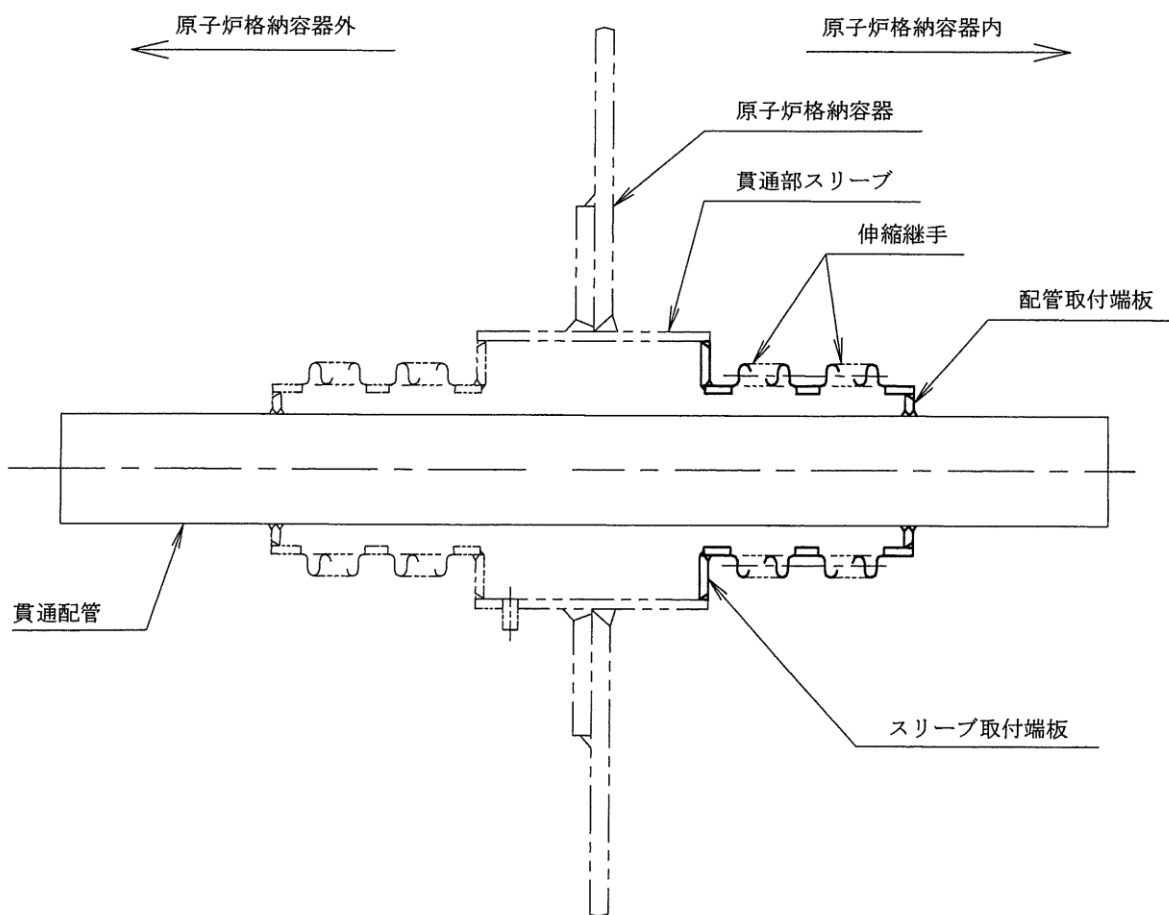 原子炉格納容器外
原子炉格納容器内
原子炉格納容器
貫通部スリーブ
伸縮継手
配管取付端板
貫通配管
スリーブ取付端板